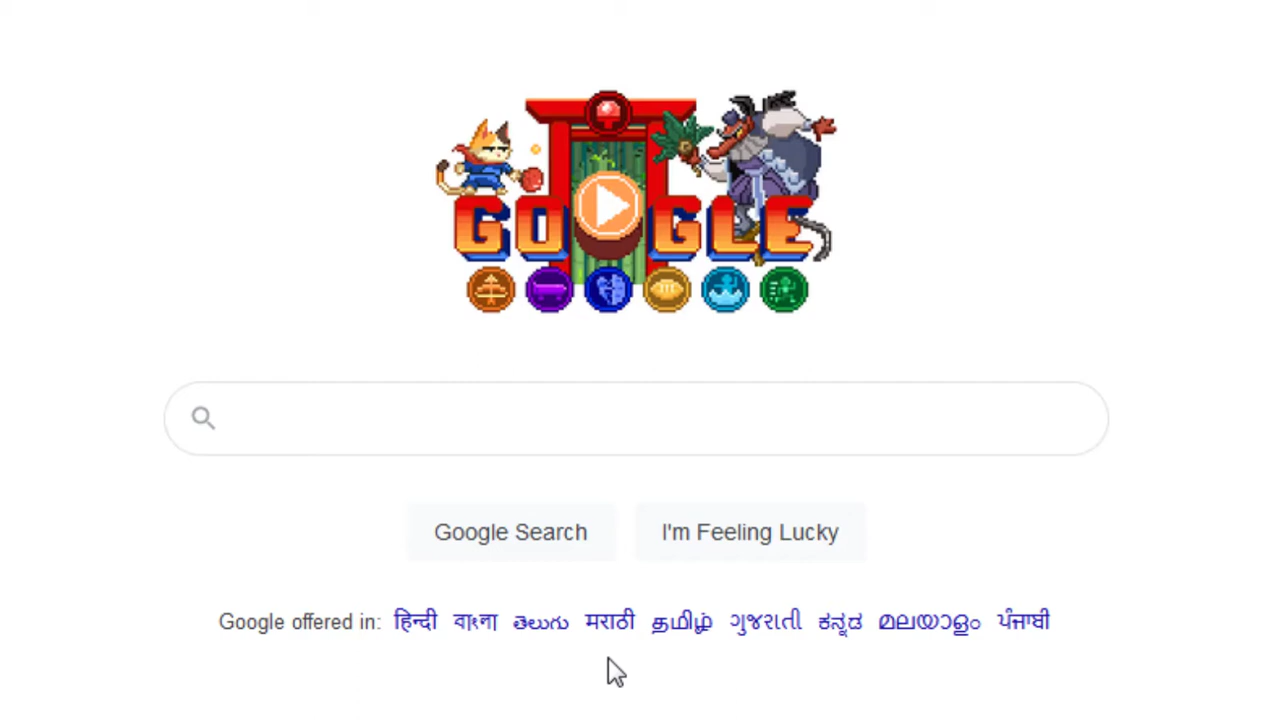 GOOGLE
Google Search
I'm Feeling Lucky
Google offered in: हिन्दी বাংলা తెలుగు मराठी தமிழ் ગુજરાતી ಕನ್ನಡ മലയാളം ਪੰਜਾਬੀ